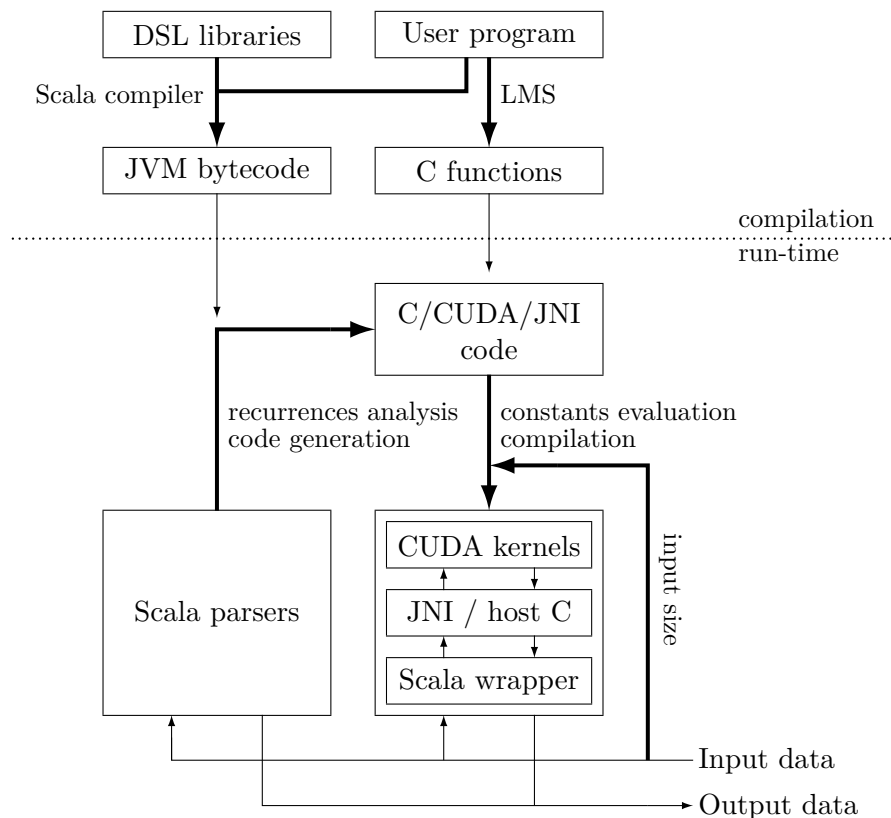 DSL libraries
User program
Scala compiler
LMS
JVM bytecode
C functions
compilation
run-time
C/CUDA/JNI
code
recurrences analysis
code generation
constants evaluation
compilation
CUDA kernels
JNI / host C
Scala wrapper
Scala parsers
input size
Input data
Output data